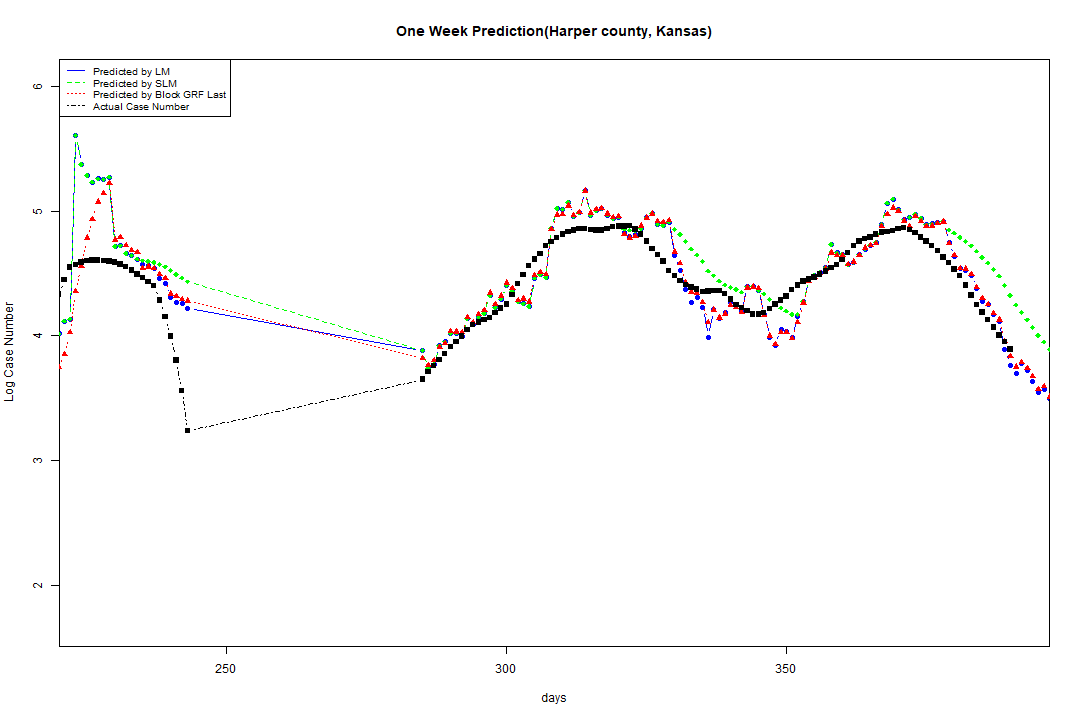 One Week Prediction(Harper county, Kansas)
Predicted by LM
Predicted by SLM
Predicted by Block GRF Last
Actual Case Number
6
5
4
3
2
Log Case Number
250 300 350
days